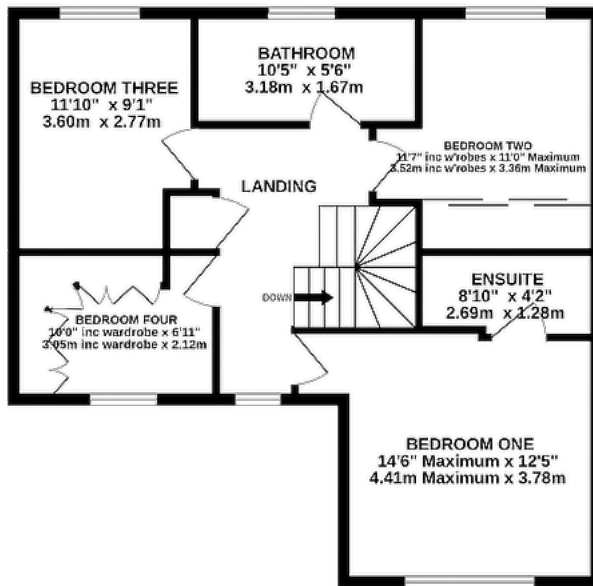 BATHROOM
10'5" x 5'6"
3.18m x 1.67m
BEDROOM THREE
11'10" x 9'1"
3.60m x 2.77m
BEDROOM TWO
11'7" inc w'robes x 11'0" Maximum
3.52m inc w'robes x 3.36m Maximum
LANDING
ENSUITE
8'10" x 4'2"
2.69m x 1.28m
DOWN
BEDROOM FOUR
10'0" inc wardrobe x 6'11"
3.05m inc wardrobe x 2.12m
BEDROOM ONE
14'6" Maximum x 12'5"
4.41m Maximum x 3.78m